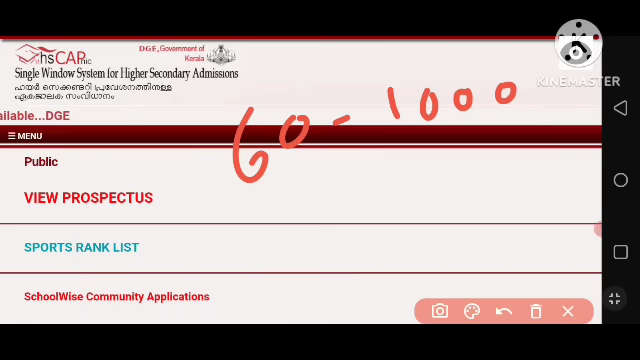 hsCAP nic
DGE, Government of
Kerala
Single Window System for Higher Secondary Admissions
ഹയർ സെക്കണ്ടറി പ്രവേശനത്തിനുള്ള
ഏകജാലക സംവിധാനം
ailable...DGE
☰ MENU
60 - 1000
KINEMASTER
Public
VIEW PROSPECTUS
SPORTS RANK LIST
SchoolWise Community Applications